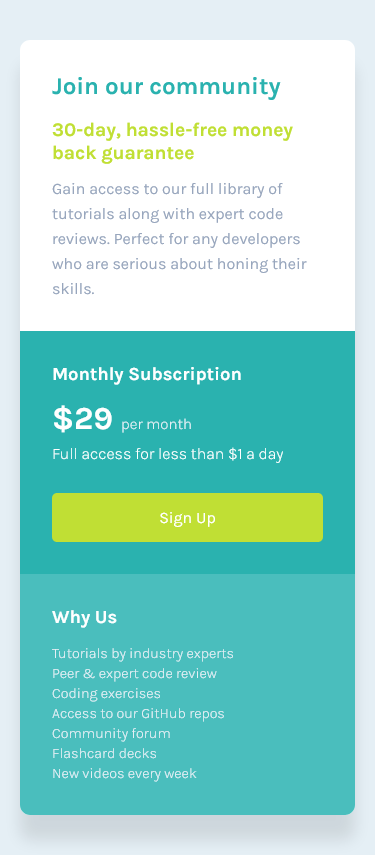 Join our community
30-day, hassle-free money
back guarantee
Gain access to our full library of
tutorials along with expert code
reviews. Perfect for any developers
who are serious about honing their
skills.
Monthly Subscription
$29 per month
Full access for less than $1 a day
Sign Up
Why Us
Tutorials by industry experts
Peer & expert code review
Coding exercises
Access to our GitHub repos
Community forum
Flashcard decks
New videos every week